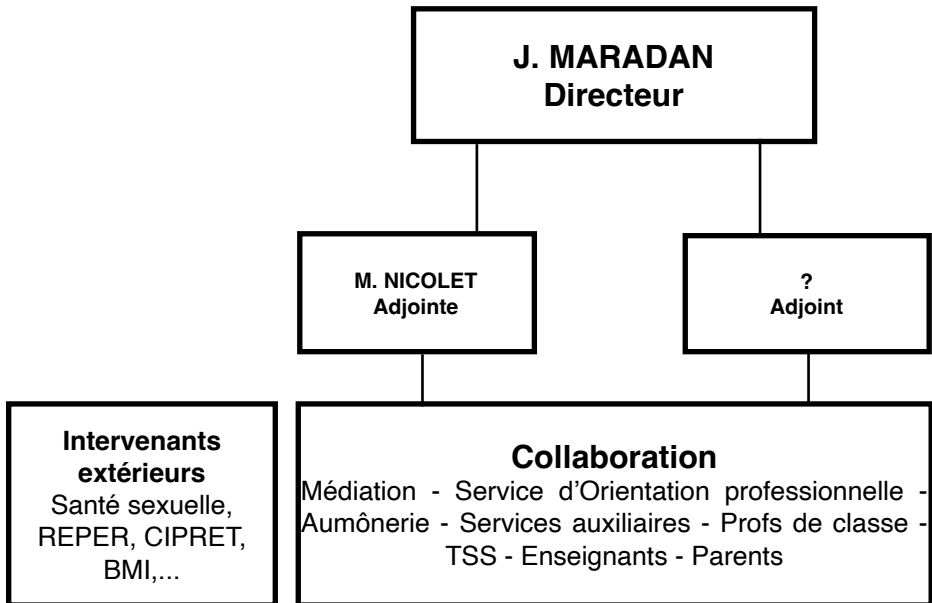 J. MARADAN
Directeur
M. NICOLET
Adjointe
?
Adjoint
Intervenants
extérieurs
Santé sexuelle,
REPER, CIPRET,
BMI,...
Collaboration
Médiation - Service d’Orientation professionnelle -
Aumônerie - Services auxiliaires - Profs de classe -
TSS - Enseignants - Parents